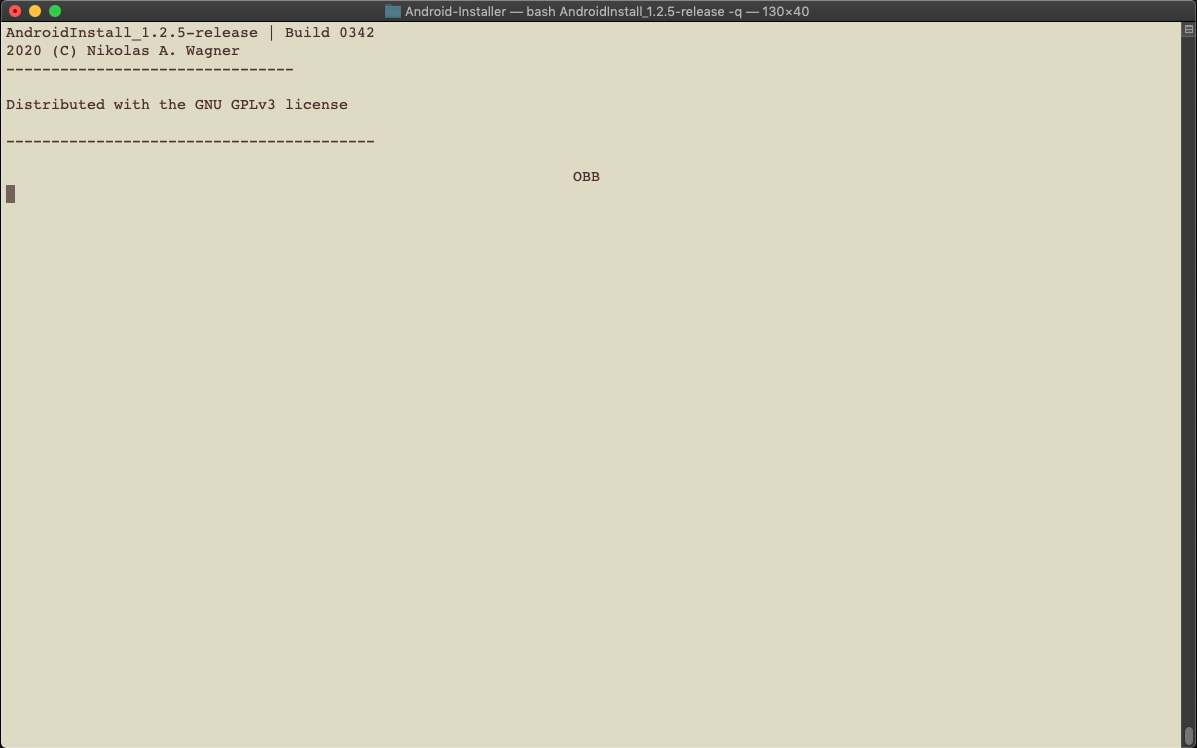 Android-Installer — bash AndroidInstall_1.2.5-release -q — 130×40
AndroidInstall_1.2.5-release | Build 0342
2020 (C) Nikolas A. Wagner
--------------------------------
Distributed with the GNU GPLv3 license
-----------------------------------------
OBB